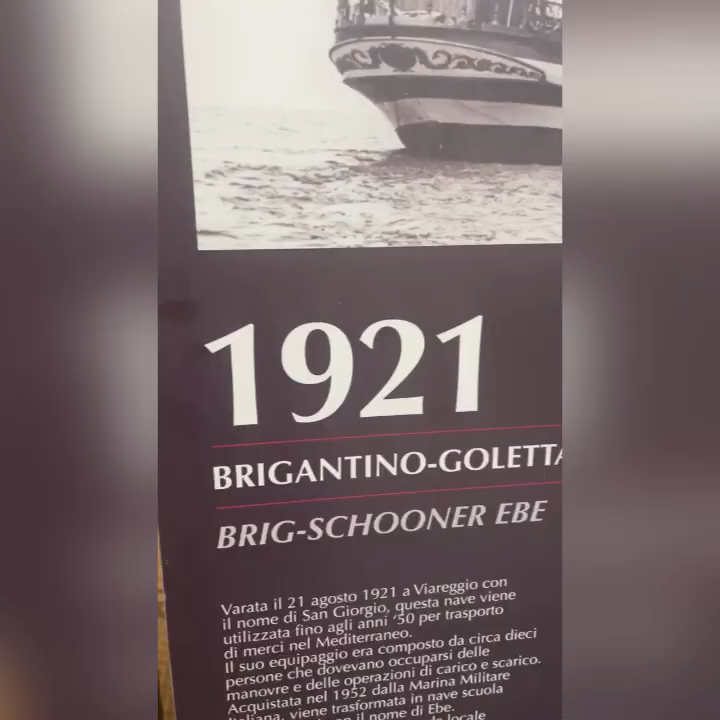 1921
BRIGANTINO-GOLETTA
BRIG-SCHOONER EBE
Varata il 21 agosto 1921 a Viareggio con
il nome di San Giorgio, questa nave viene
utilizzata fino agli anni '50 per trasporto
di merci nel Mediterraneo.
Il suo equipaggio era composto da circa dieci
persone che dovevano occuparsi delle
manovre e delle operazioni di carico e scarico.
Acquistata nel 1952 dalla Marina Militare
Italiana, viene trasformata in nave scuola
il nome di Ebe.
locale